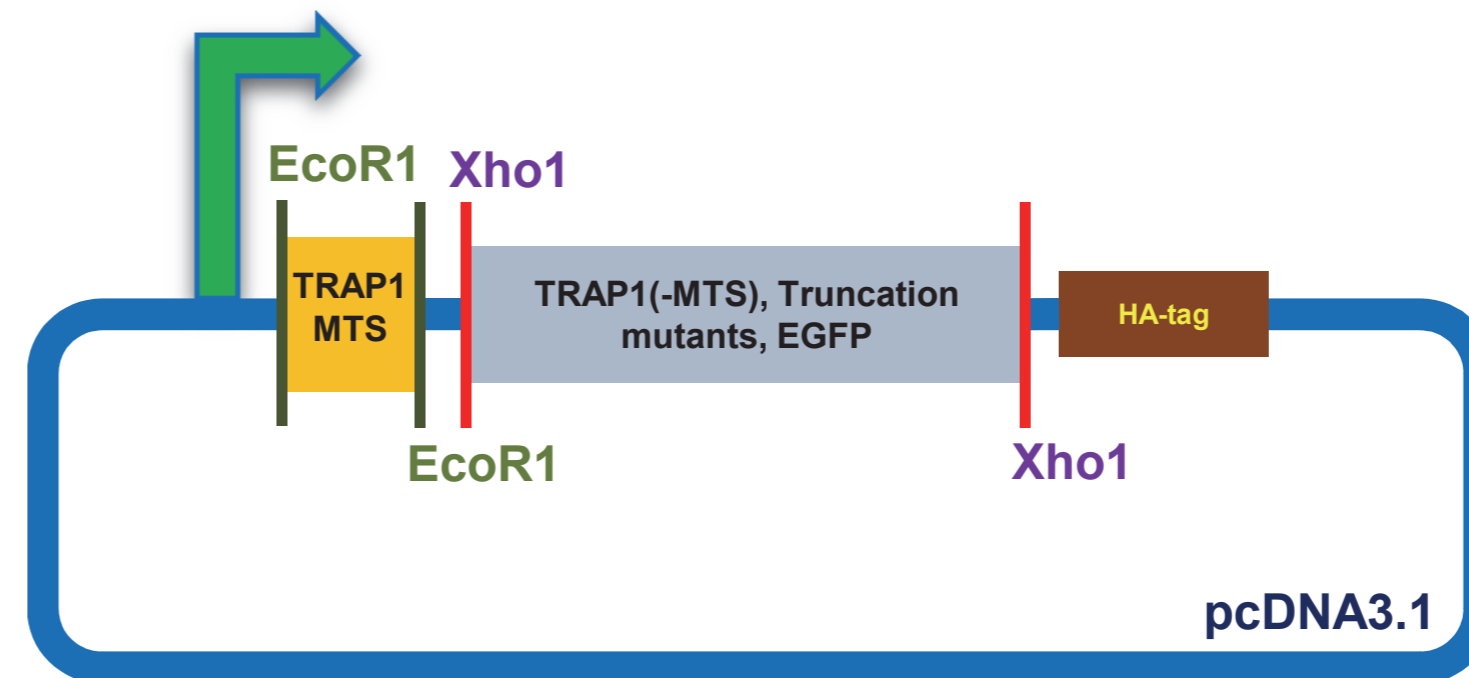 EcoR1
Xho1
TRAP1
MTS
TRAP1(-MTS), Truncation
mutants, EGFP
HA-tag
EcoR1
Xho1
pcDNA3.1